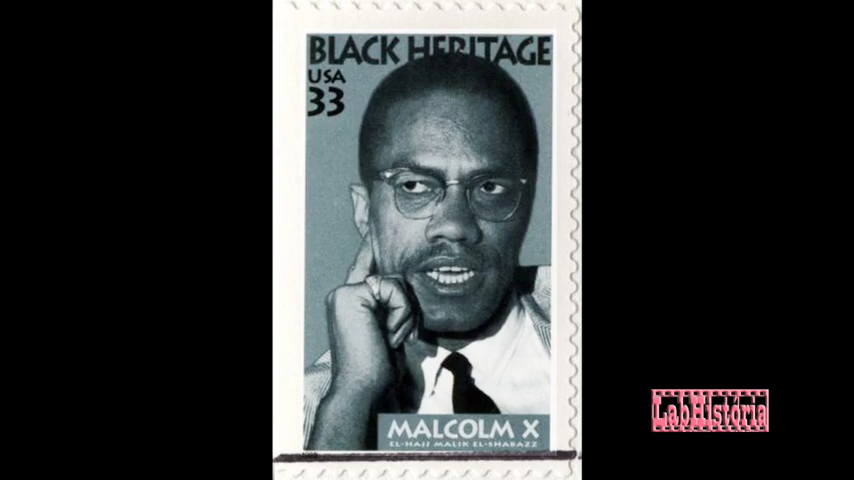 BLACK HERITAGE
USA
33
MALCOLM X
EL-HAJJ MALIK EL-SHABAZZ
LabHistória